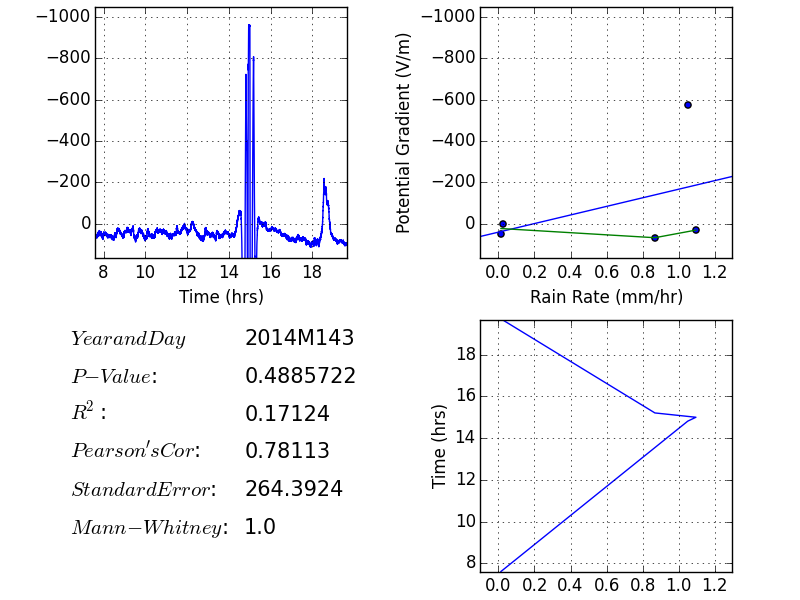 −1000
−800
−600
−400
−200
0
8 10 12 14 16 18
Time (hrs)
Potential Gradient (V/m)
−1000
−800
−600
−400
−200
0
0.0 0.2 0.4 0.6 0.8 1.0 1.2
Rain Rate (mm/hr)
YearandDay 2014M143
P−Value: 0.4885722
R²: 0.17124
Pearson′sCor: 0.78113
StandardError: 264.3924
Mann−Whitney: 1.0
Time (hrs)
18
16
14
12
10
8
0.0 0.2 0.4 0.6 0.8 1.0 1.2